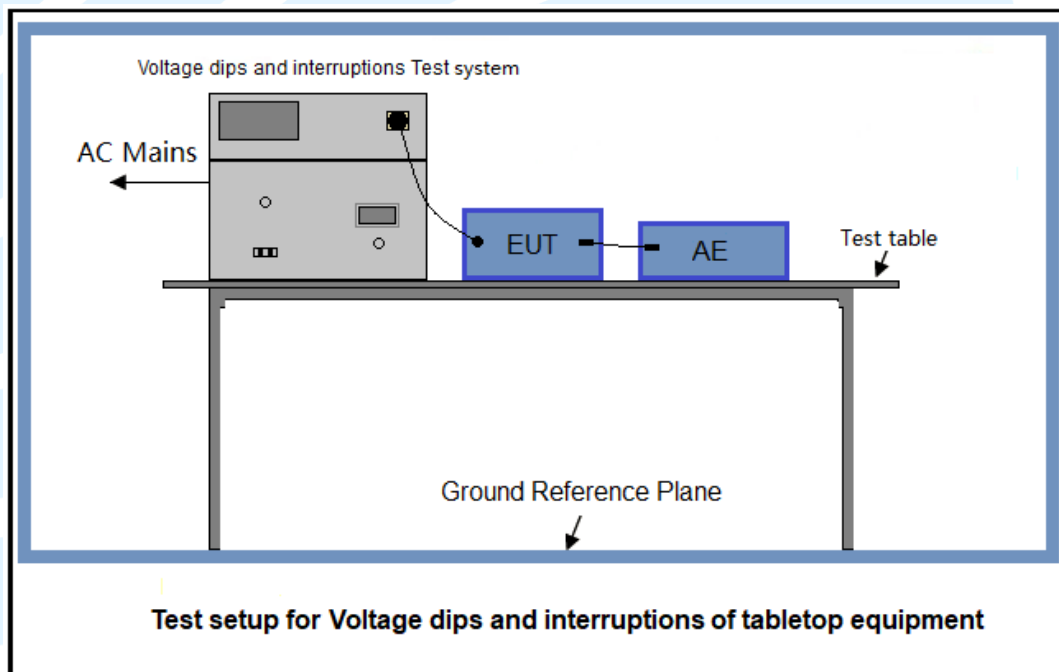 Voltage dips and interruptions Test system
AC Mains
EUT
AE
Test table
Ground Reference Plane
Test setup for Voltage dips and interruptions of tabletop equipment